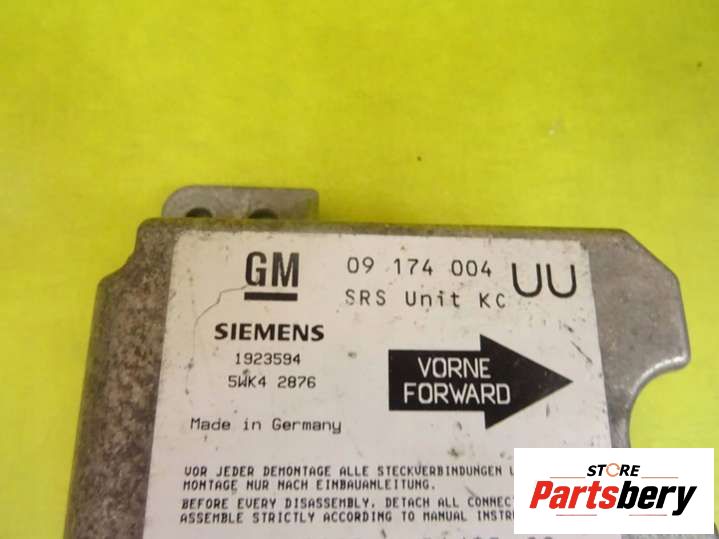 GM
09 174 004 UU
SRS Unit KC
SIEMENS
1923594
5WK4 2876
VORNE
FORWARD
Made in Germany
VOR JEDER DEMONTAGE ALLE STECKVERBINDUNGEN
MONTAGE NUR NACH EINBAUANLEITUNG.
BEFORE EVERY DISASSEMBLY, DETACH ALL
ASSEMBLE STRICTLY ACCORDING TO MANUAL
STORE
Partsbery